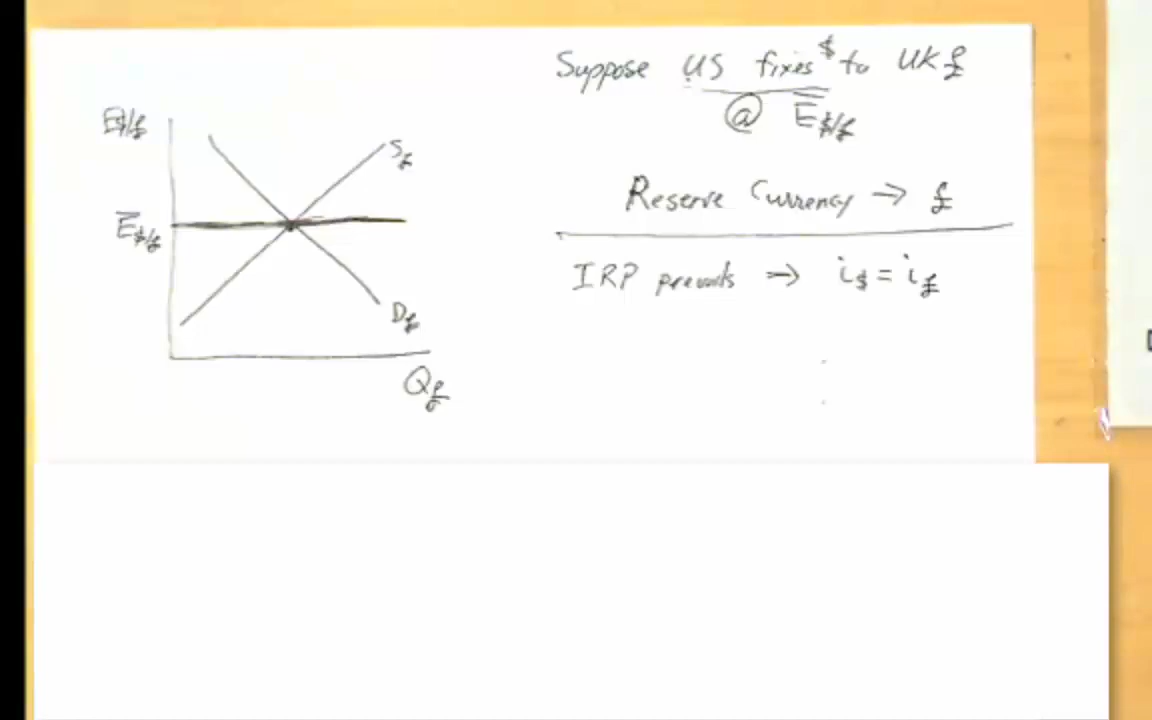 Suppose US fixes $ to UK £
@ E̅$/£
Reserve Currency → £
IRP prevails → i$ = i£
E$/£
S£
E̅$/£
D£
Q£